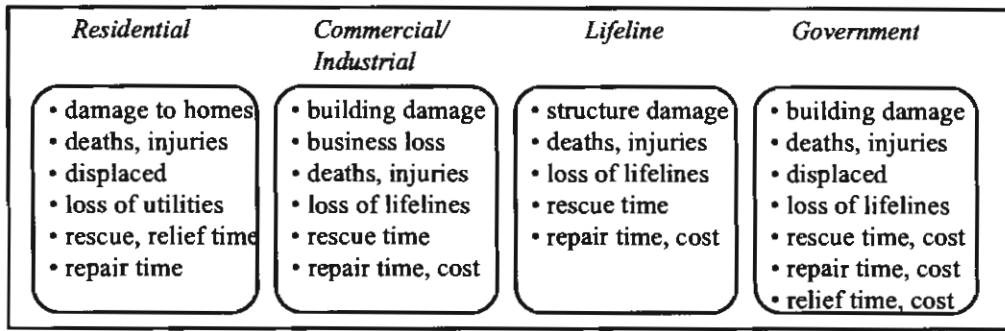 Residential
• damage to homes
• deaths, injuries
• displaced
• loss of utilities
• rescue, relief time
• repair time
Commercial/
Industrial
• building damage
• business loss
• deaths, injuries
• loss of lifelines
• rescue time
• repair time, cost
Lifeline
• structure damage
• deaths, injuries
• loss of lifelines
• rescue time
• repair time, cost
Government
• building damage
• deaths, injuries
• displaced
• loss of lifelines
• rescue time, cost
• repair time, cost
• relief time, cost